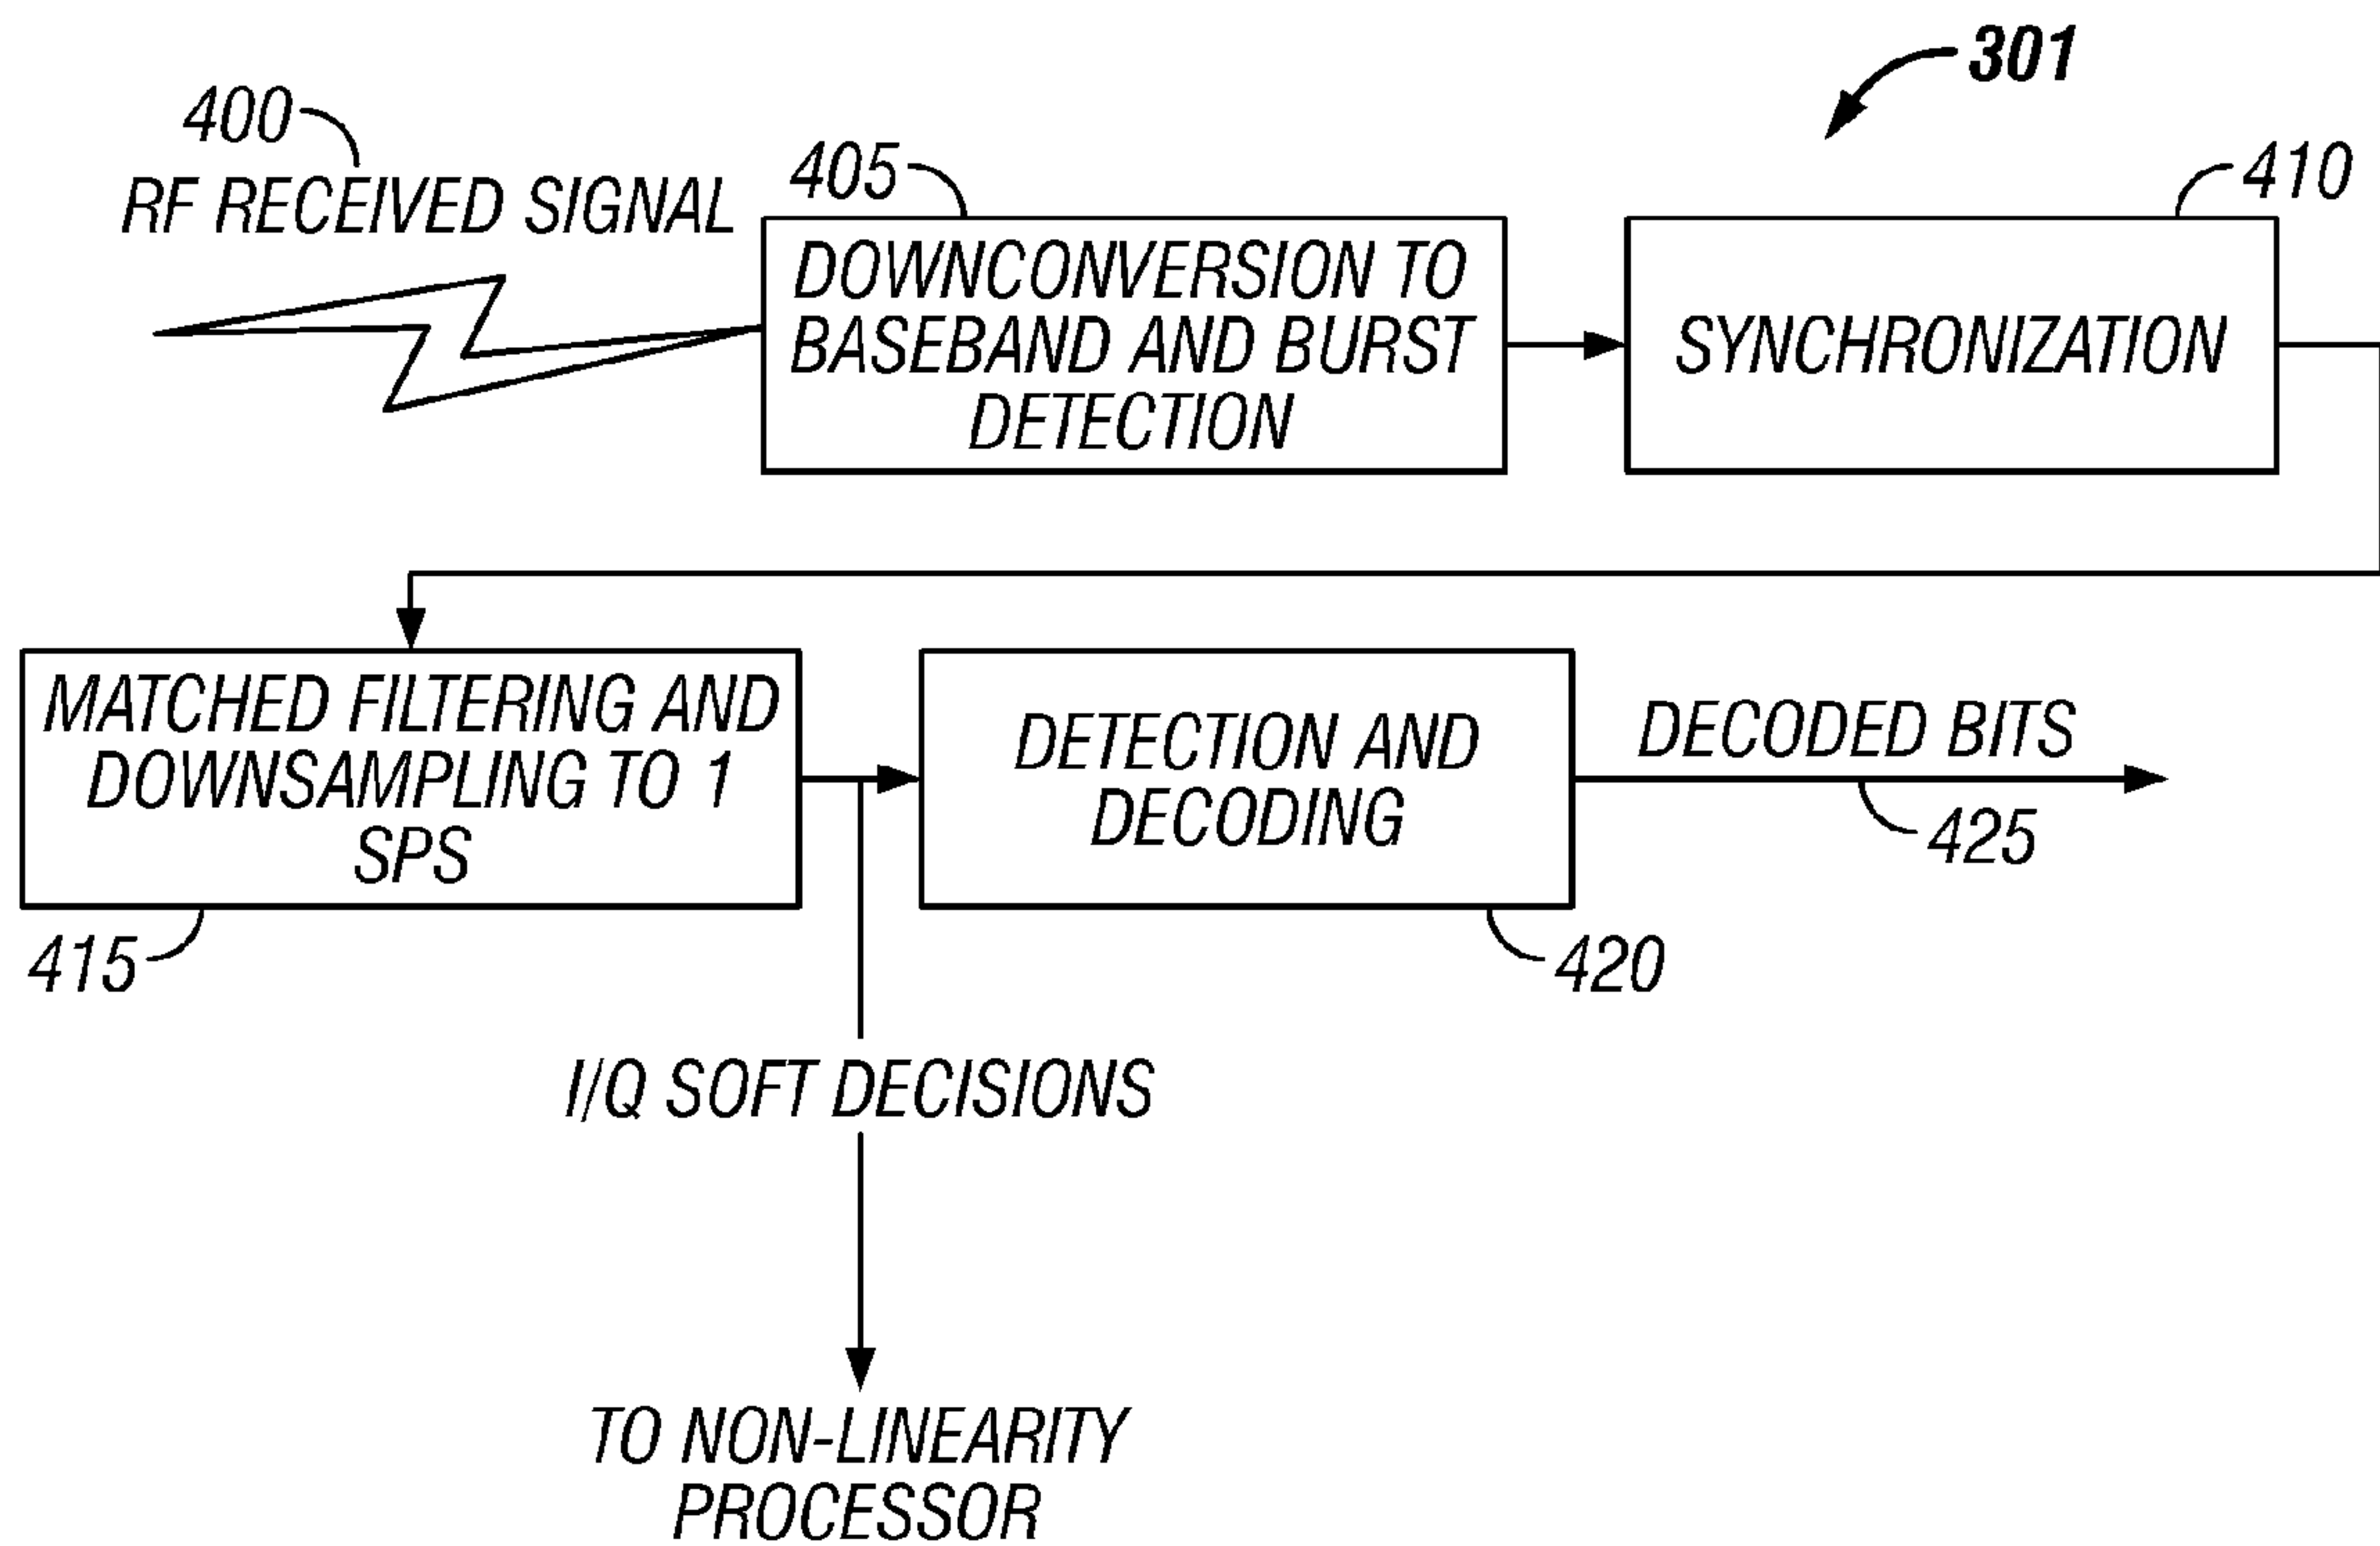 301
400
RF RECEIVED SIGNAL
405
410
DOWNCONVERSION TO
BASEBAND AND BURST
DETECTION
SYNCHRONIZATION
MATCHED FILTERING AND
DOWNSAMPLING TO 1
SPS
415
DETECTION AND
DECODING
420
DECODED BITS
425
I/Q SOFT DECISIONS
TO NON-LINEARITY
PROCESSOR